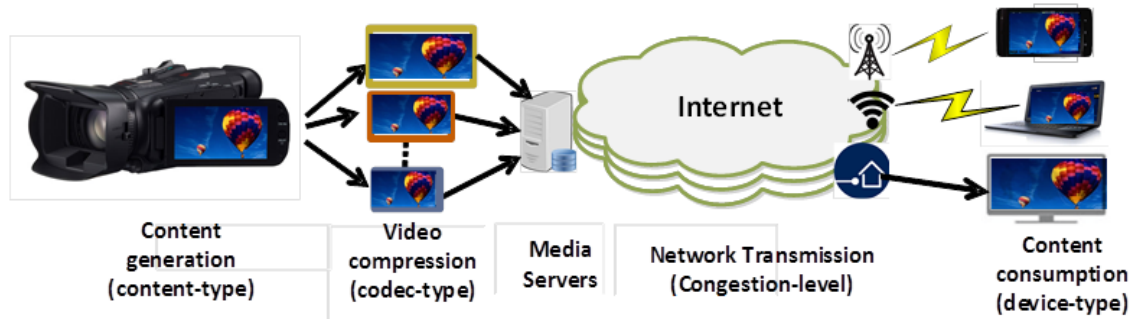 Internet
Content
generation
(content-type)
Video
compression
(codec-type)
Media
Servers
Network Transmission
(Congestion-level)
Content
consumption
(device-type)